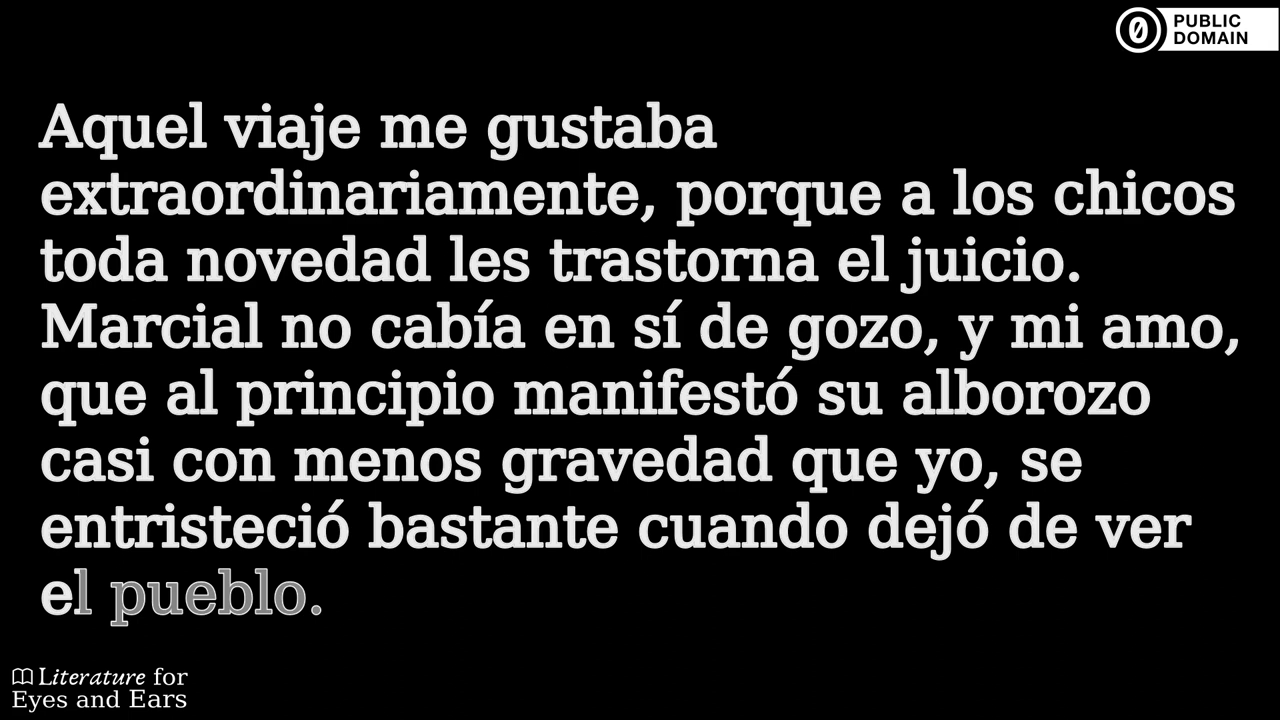 PUBLIC
DOMAIN
Aquel viaje me gustaba
extraordinariamente, porque a los chicos
toda novedad les trastorna el juicio.
Marcial no cabía en sí de gozo, y mi amo,
que al principio manifestó su alborozo
casi con menos gravedad que yo, se
entristeció bastante cuando dejó de ver
el pueblo.
Literature for
Eyes and Ears